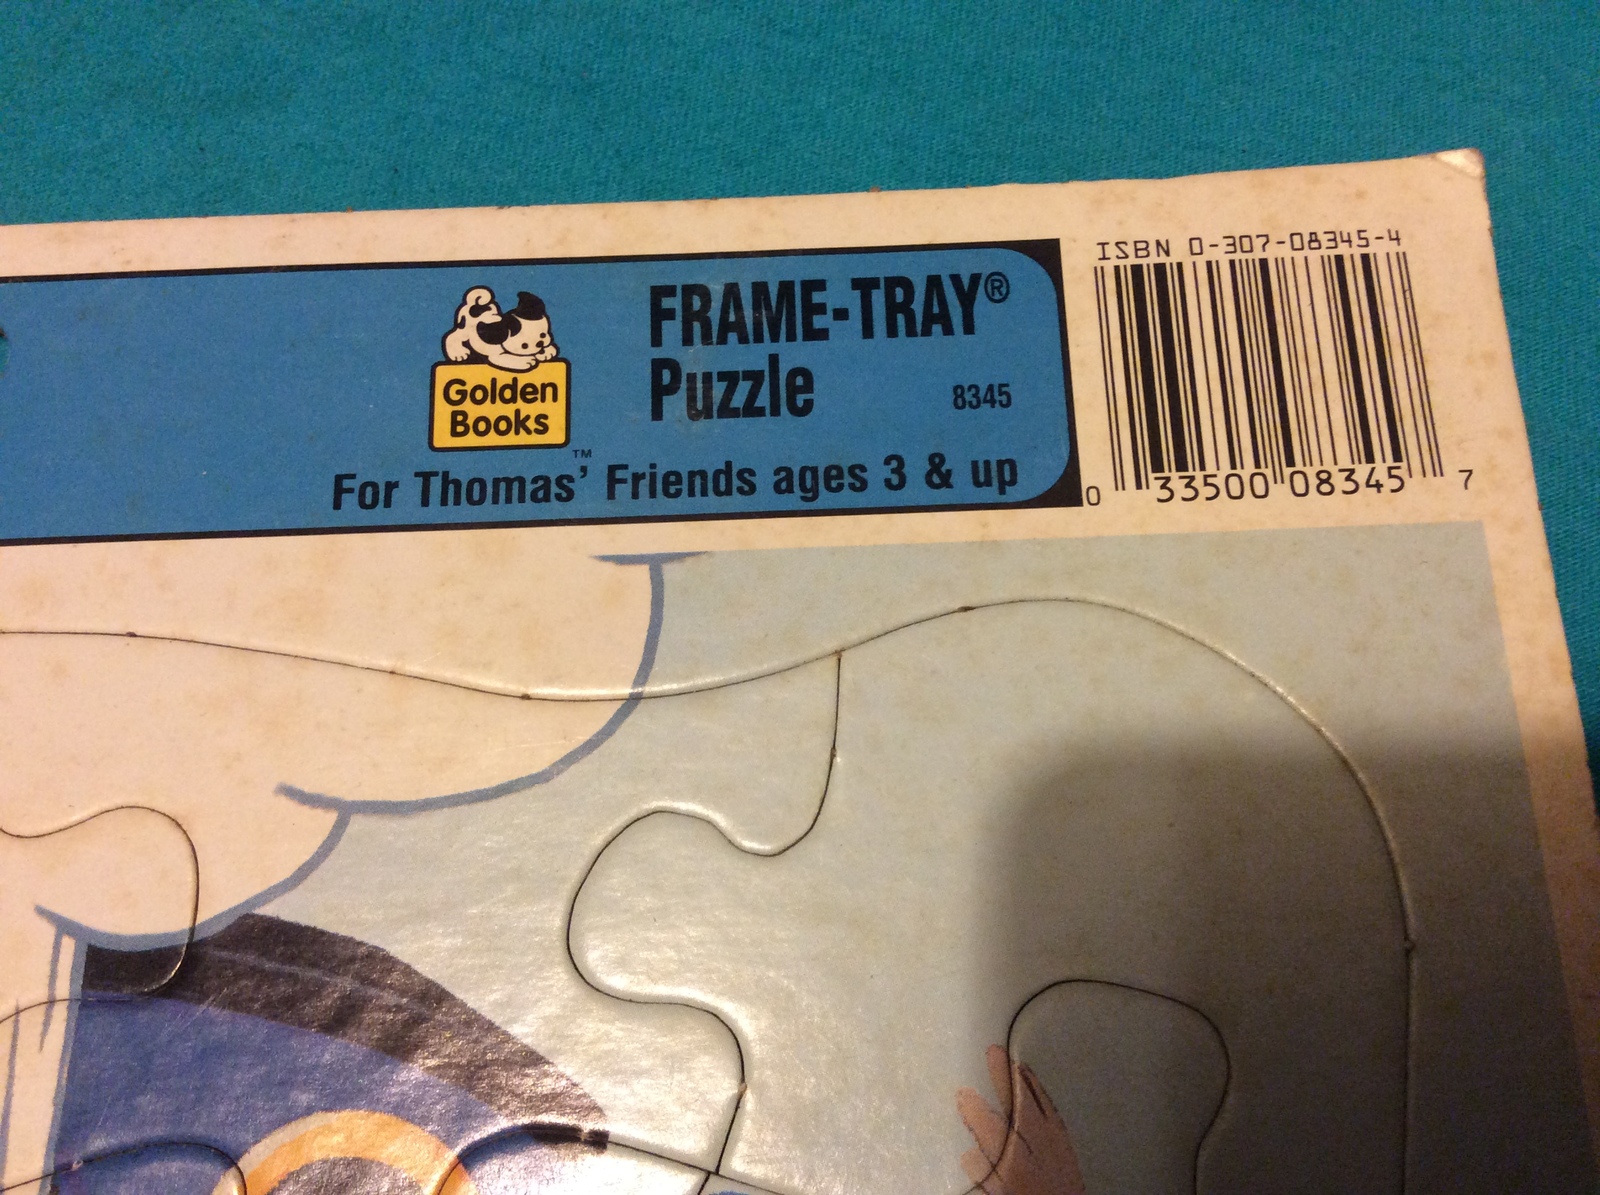 ISBN 0-307-08345-4
Golden
Books
FRAME-TRAY®
Puzzle 8345
For Thomas™' Friends ages 3 & up
0 33500 08345 7